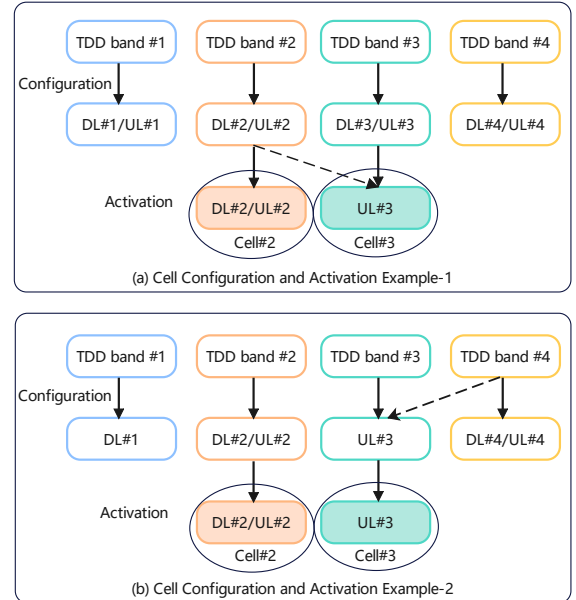 TDD band #1 TDD band #2 TDD band #3 TDD band #4
Configuration
DL#1/UL#1 DL#2/UL#2 DL#3/UL#3 DL#4/UL#4
Activation
DL#2/UL#2 UL#3
Cell#2 Cell#3
(a) Cell Configuration and Activation Example-1
TDD band #1 TDD band #2 TDD band #3 TDD band #4
Configuration
DL#1 DL#2/UL#2 UL#3 DL#4/UL#4
Activation
DL#2/UL#2 UL#3
Cell#2 Cell#3
(b) Cell Configuration and Activation Example-2